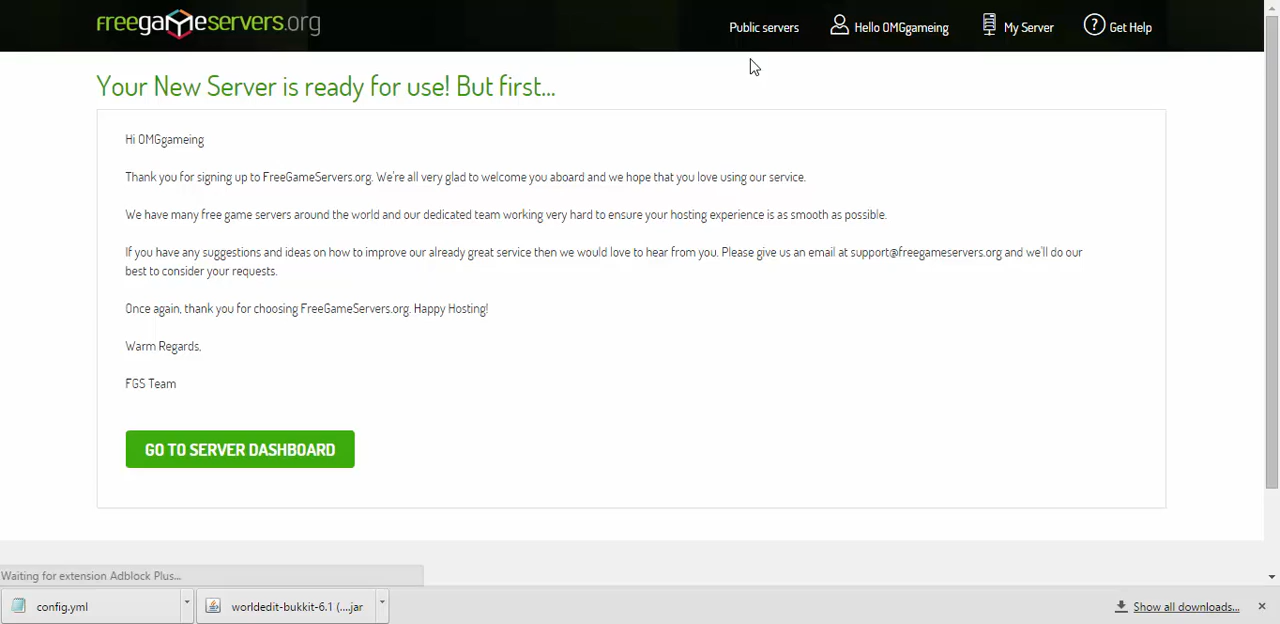 freegameservers.org
Public servers
Hello OMGgameing
My Server
Get Help
Your New Server is ready for use! But first...
Hi OMGgameing
Thank you for signing up to FreeGameServers.org. We're all very glad to welcome you aboard and we hope that you love using our service.
We have many free game servers around the world and our dedicated team working very hard to ensure your hosting experience is as smooth as possible.
If you have any suggestions and ideas on how to improve our already great service then we would love to hear from you. Please give us an email at support@freegameservers.org and we'll do our
best to consider your requests.
Once again, thank you for choosing FreeGameServers.org. Happy Hosting!
Warm Regards,
FGS Team
GO TO SERVER DASHBOARD
Waiting for extension Adblock Plus...
config.yml
worldedit-bukkit-6.1 (....jar
Show all downloads...